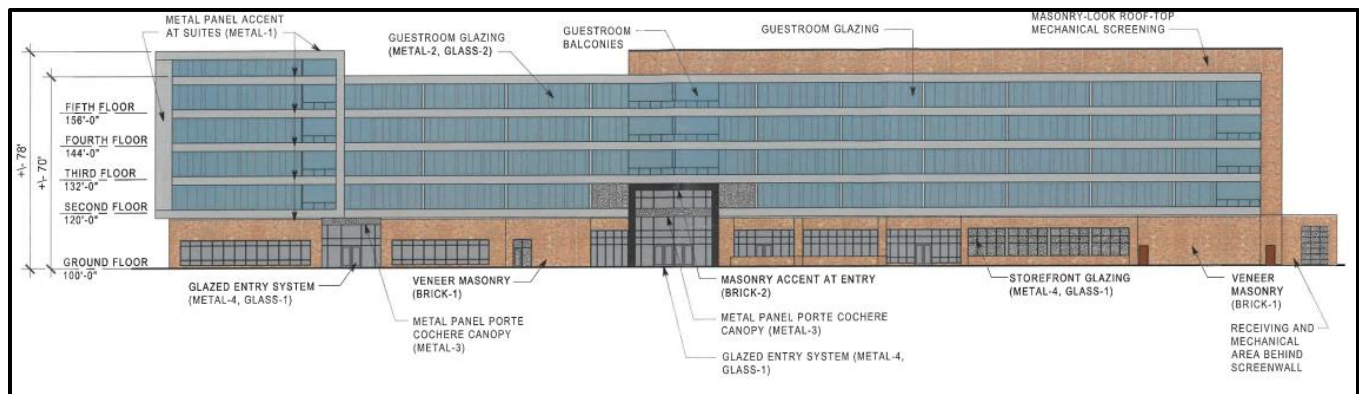 METAL PANEL ACCENT
AT SUITES (METAL-1)
GUESTROOM GLAZING
(METAL-2, GLASS-2)
GUESTROOM
BALCONIES
GUESTROOM GLAZING
MASONRY-LOOK ROOF-TOP
MECHANICAL SCREENING
+\- 78'
+\- 70'
FIFTH FLOOR
156'-0"
FOURTH FLOOR
144'-0"
THIRD FLOOR
132'-0"
SECOND FLOOR
120'-0"
GROUND FLOOR
100'-0"
GLAZED ENTRY SYSTEM
(METAL-4, GLASS-1)
VENEER MASONRY
(BRICK-1)
METAL PANEL PORTE
COCHERE CANOPY
(METAL-3)
MASONRY ACCENT AT ENTRY
(BRICK-2)
METAL PANEL PORTE COCHERE
CANOPY (METAL-3)
GLAZED ENTRY SYSTEM (METAL-4,
GLASS-1)
STOREFRONT GLAZING
(METAL-4, GLASS-1)
VENEER
MASONRY
(BRICK-1)
RECEIVING AND
MECHANICAL
AREA BEHIND
SCREENWALL